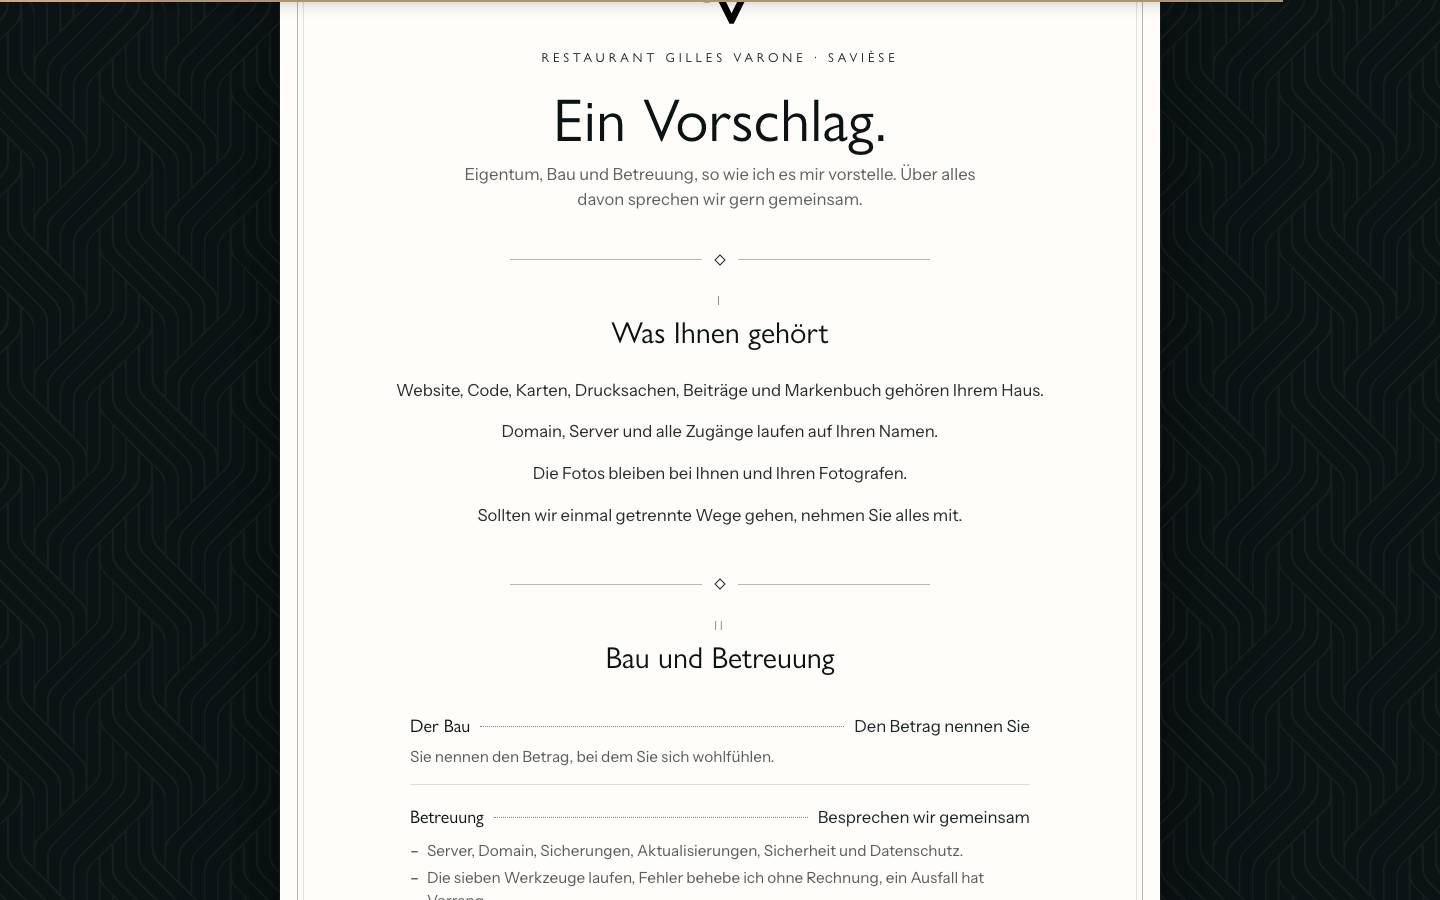 RESTAURANT GILLES VARONE · SAVIÈSE
Ein Vorschlag.
Eigentum, Bau und Betreuung, so wie ich es mir vorstelle. Über alles
davon sprechen wir gern gemeinsam.
I
Was Ihnen gehört
Website, Code, Karten, Drucksachen, Beiträge und Markenbuch gehören Ihrem Haus.
Domain, Server und alle Zugänge laufen auf Ihren Namen.
Die Fotos bleiben bei Ihnen und Ihren Fotografen.
Sollten wir einmal getrennte Wege gehen, nehmen Sie alles mit.
II
Bau und Betreuung
Der Bau Den Betrag nennen Sie
Sie nennen den Betrag, bei dem Sie sich wohlfühlen.
Betreuung Besprechen wir gemeinsam
– Server, Domain, Sicherungen, Aktualisierungen, Sicherheit und Datenschutz.
– Die sieben Werkzeuge laufen, Fehler behebe ich ohne Rechnung, ein Ausfall hat